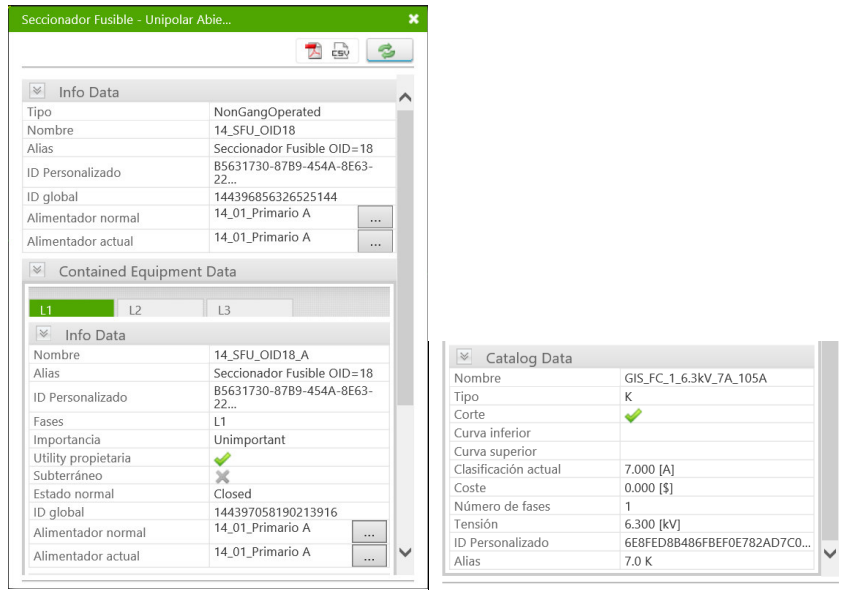 Seccionador Fusible - Unipolar Abie...
CSV
Info Data
Tipo NonGangOperated
Nombre 14_SFU_OID18
Alias Seccionador Fusible OID=18
ID Personalizado B5631730-87B9-454A-8E63-
22...
ID global 144396856326525144
Alimentador normal 14_01_Primario A ...
Alimentador actual 14_01_Primario A ...
Contained Equipment Data
L1 L2 L3
Info Data
Nombre 14_SFU_OID18_A
Alias Seccionador Fusible OID=18
ID Personalizado B5631730-87B9-454A-8E63-
22...
Fases L1
Importancia Unimportant
Utility propietaria
Subterráneo
Estado normal Closed
ID global 144397058190213916
Alimentador normal 14_01_Primario A ...
Alimentador actual 14_01_Primario A ...
Catalog Data
Nombre GIS_FC_1_6.3kV_7A_105A
Tipo K
Corte
Curva inferior
Curva superior
Clasificación actual 7.000 [A]
Coste 0.000 [$]
Número de fases 1
Tensión 6.300 [kV]
ID Personalizado 6E8FED8B486FBEF0E782AD7C0...
Alias 7.0 K